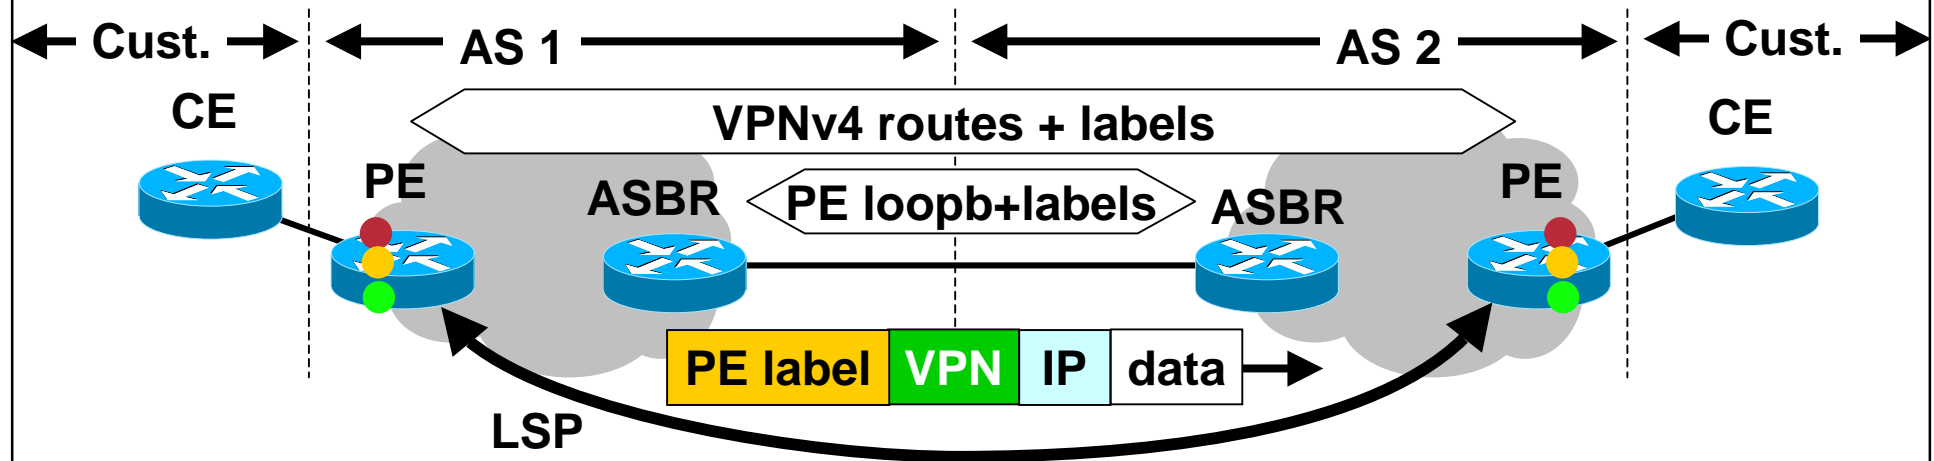 Cust.
AS 1
AS 2
Cust.
CE
VPNv4 routes + labels
CE
PE
ASBR
PE loopb+labels
ASBR
PE
PE label VPN IP data
LSP